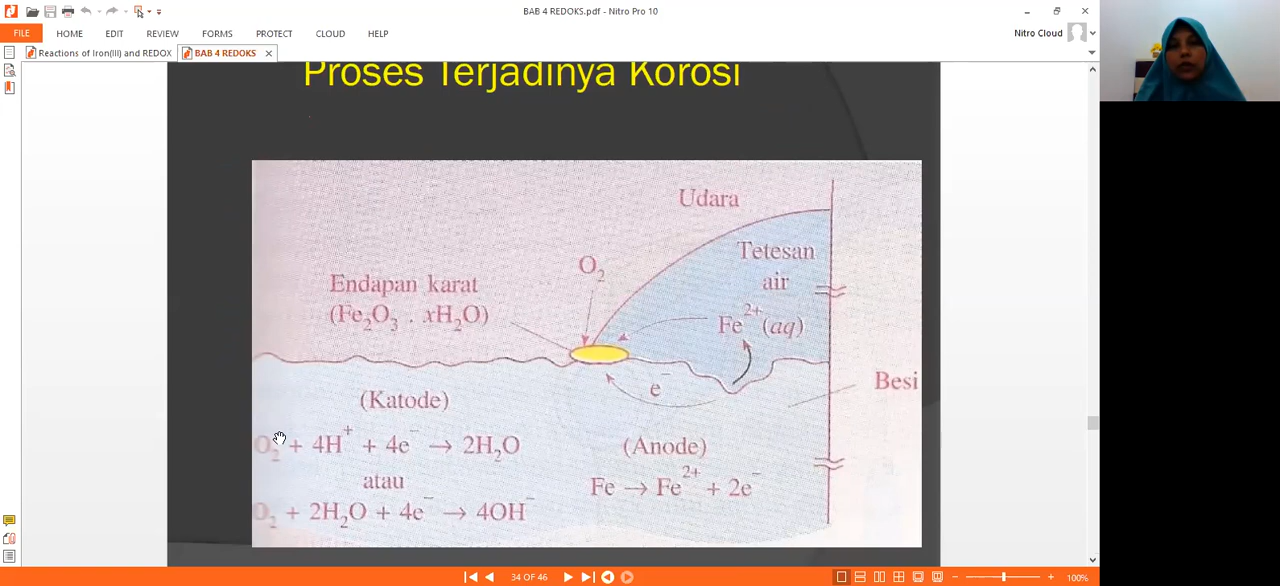 BAB 4 REDOKS.pdf - Nitro Pro 10
FILE HOME EDIT REVIEW FORMS PROTECT CLOUD HELP
Nitro Cloud
Reactions of Iron(III) and REDOX BAB 4 REDOKS
Proses Terjadinya Korosi
Udara
Tetesan
air
O₂
Endapan karat
(Fe₂O₃ . xH₂O)
Fe²⁺(aq)
e⁻
Besi
(Katode)
O₂ + 4H⁺ + 4e⁻ → 2H₂O
atau
O₂ + 2H₂O + 4e⁻ → 4OH⁻
(Anode)
Fe → Fe²⁺ + 2e⁻
34 OF 46
100%